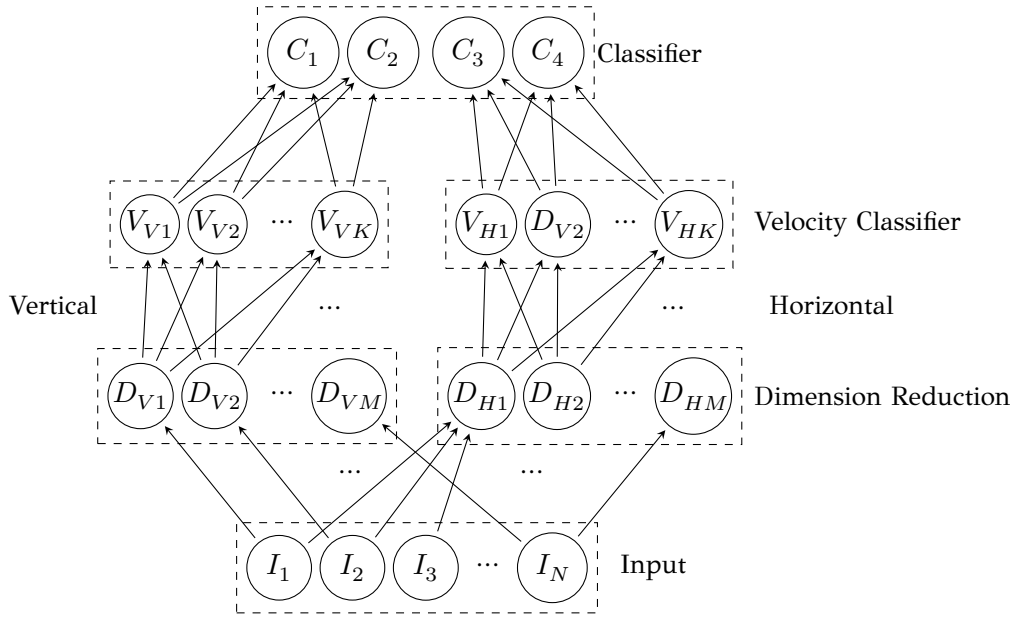 C1 C2 C3 C4 Classifier
VV1 VV2 ... VVK VH1 DV2 ... VHK Velocity Classifier
Vertical ... ... Horizontal
DV1 DV2 ... DVM DH1 DH2 ... DHM Dimension Reduction
... ...
I1 I2 I3 ... IN Input